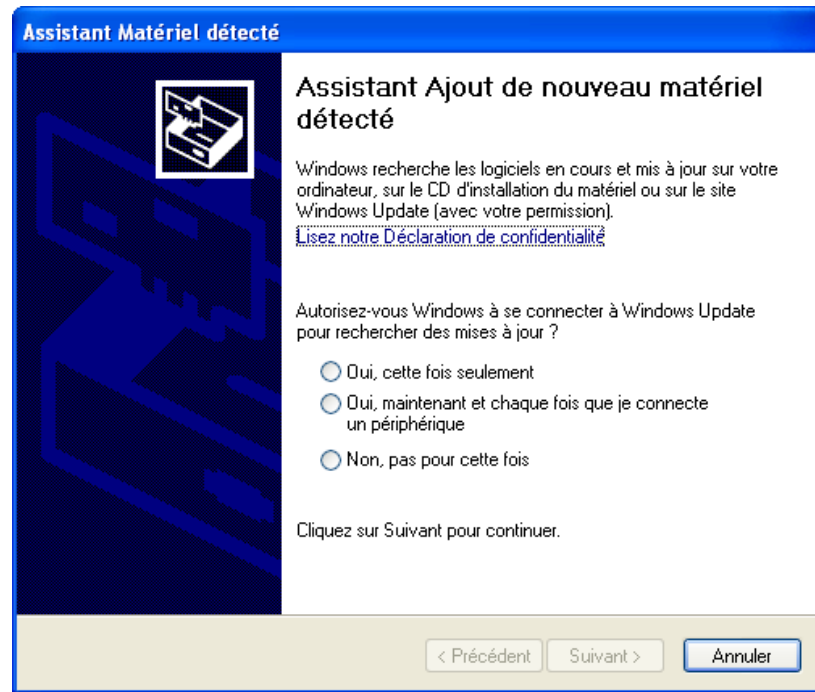 Assistant Matériel détecté
Assistant Ajout de nouveau matériel
détecté
Windows recherche les logiciels en cours et mis à jour sur votre
ordinateur, sur le CD d'installation du matériel ou sur le site
Windows Update (avec votre permission).
Lisez notre Déclaration de confidentialité
Autorisez-vous Windows à se connecter à Windows Update
pour rechercher des mises à jour ?
Oui, cette fois seulement
Oui, maintenant et chaque fois que je connecte
un périphérique
Non, pas pour cette fois
Cliquez sur Suivant pour continuer.
< Précédent Suivant > Annuler